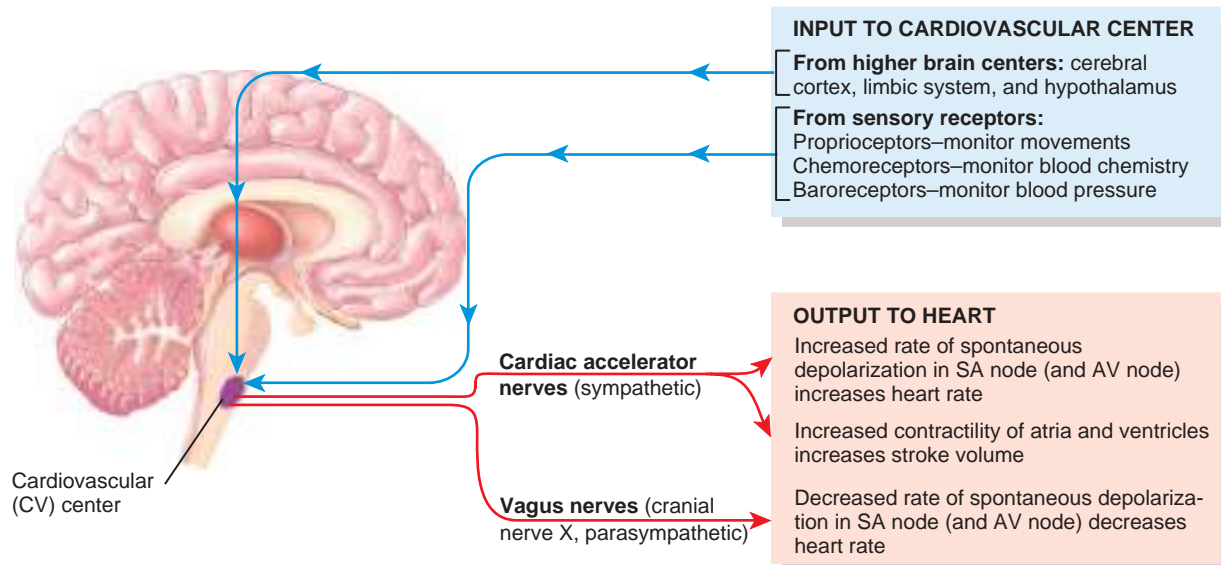 INPUT TO CARDIOVASCULAR CENTER
From higher brain centers: cerebral
cortex, limbic system, and hypothalamus
From sensory receptors:
Proprioceptors–monitor movements
Chemoreceptors–monitor blood chemistry
Baroreceptors–monitor blood pressure
OUTPUT TO HEART
Increased rate of spontaneous
depolarization in SA node (and AV node)
increases heart rate
Increased contractility of atria and ventricles
increases stroke volume
Decreased rate of spontaneous depolariza-
tion in SA node (and AV node) decreases
heart rate
Cardiac accelerator
nerves (sympathetic)
Vagus nerves (cranial
nerve X, parasympathetic)
Cardiovascular
(CV) center